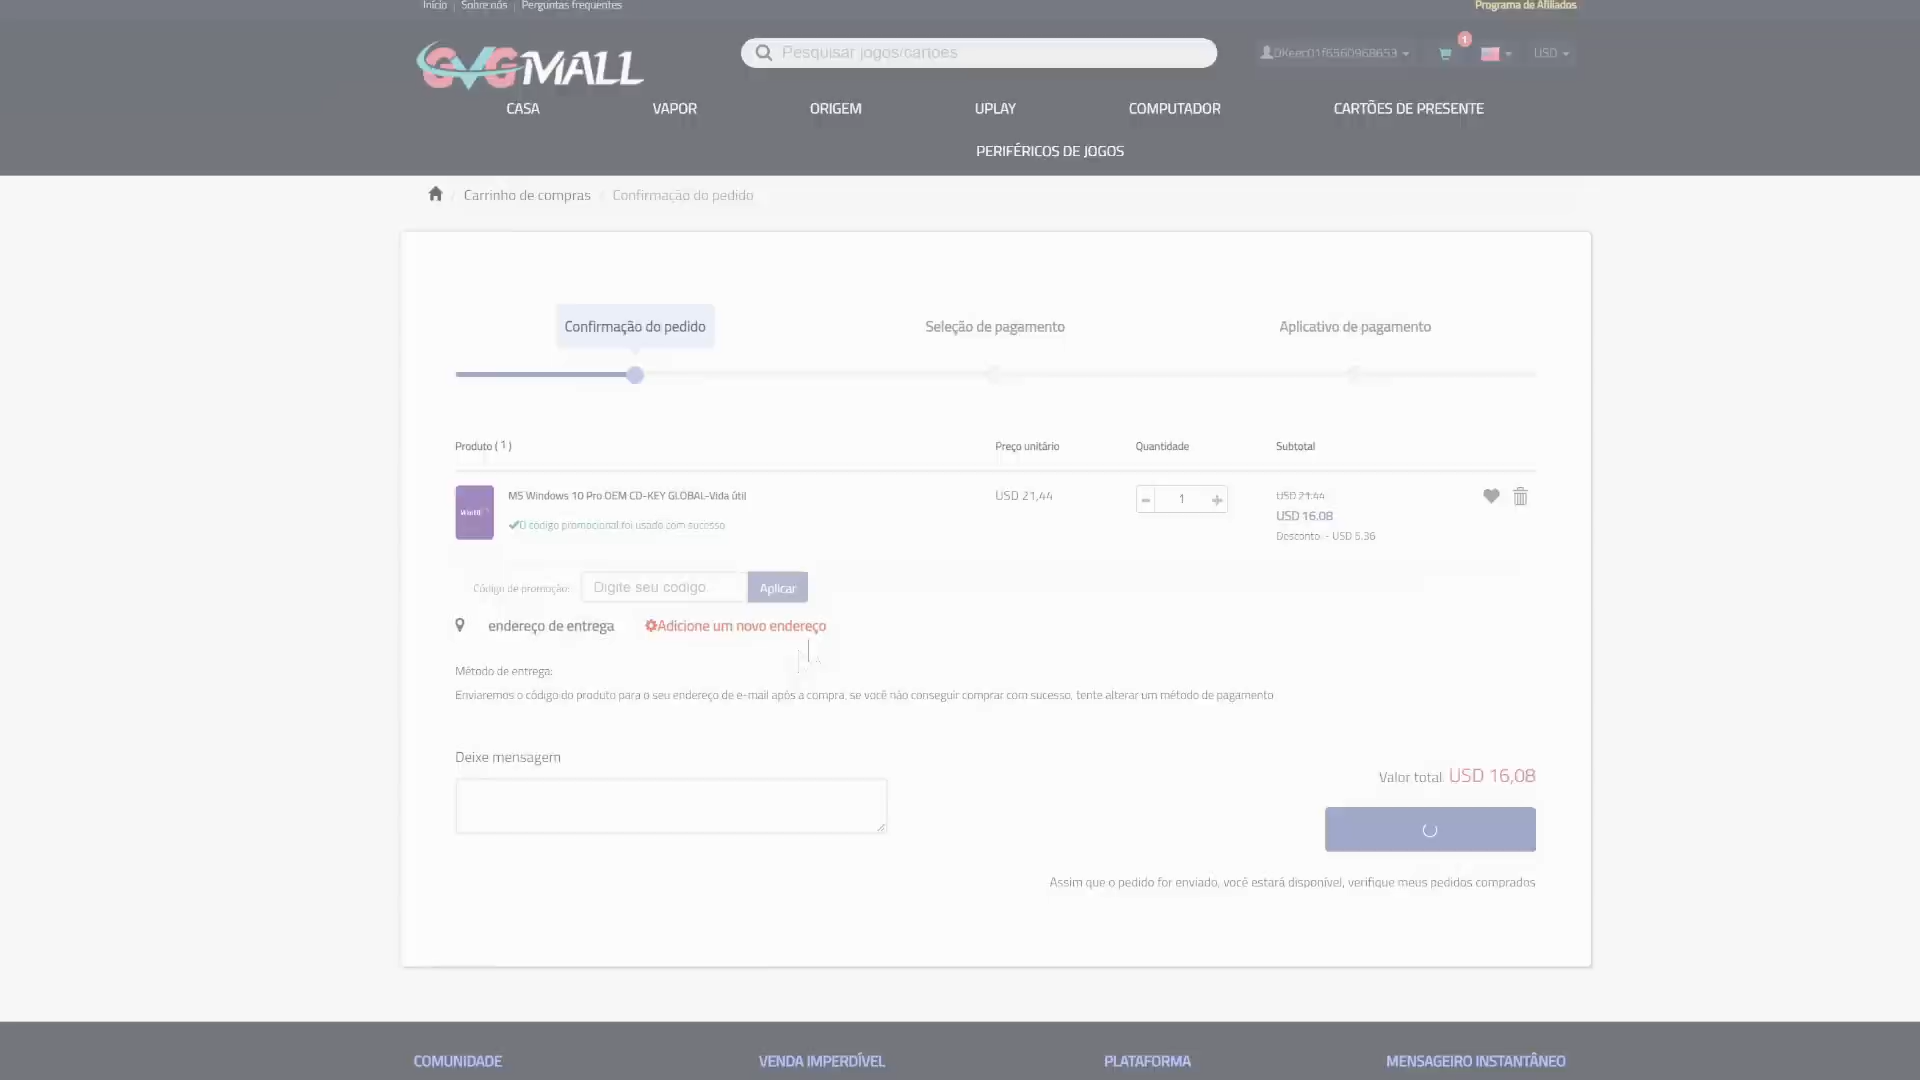 Início | Sobre nós | Perguntas frequentes
Programa de Afiliados
GVGMALL
Pesquisar jogos/cartões
1
USD
CASA
VAPOR
ORIGEM
UPLAY
COMPUTADOR
CARTÕES DE PRESENTE
PERIFÉRICOS DE JOGOS
/ Carrinho de compras / Confirmação do pedido
Confirmação do pedido
Seleção de pagamento
Aplicativo de pagamento
Produto ( 1 )
Preço unitário
Quantidade
Subtotal
MS Windows 10 Pro OEM CD-KEY GLOBAL-Vida útil
USD 21,44
1
USD 21.44
USD 16.08
O código promocional foi usado com sucesso
Desconto: - USD 5.36
Código de promoção:
Digite seu codigo
Aplicar
endereço de entrega
Adicione um novo endereço
Método de entrega:
Enviaremos o código do produto para o seu endereço de e-mail após a compra, se você não conseguir comprar com sucesso, tente alterar um método de pagamento
Deixe mensagem
Valor total: USD 16,08
Assim que o pedido for enviado, você estará disponível, verifique meus pedidos comprados
COMUNIDADE
VENDA IMPERDÍVEL
PLATAFORMA
MENSAGEIRO INSTANTÂNEO